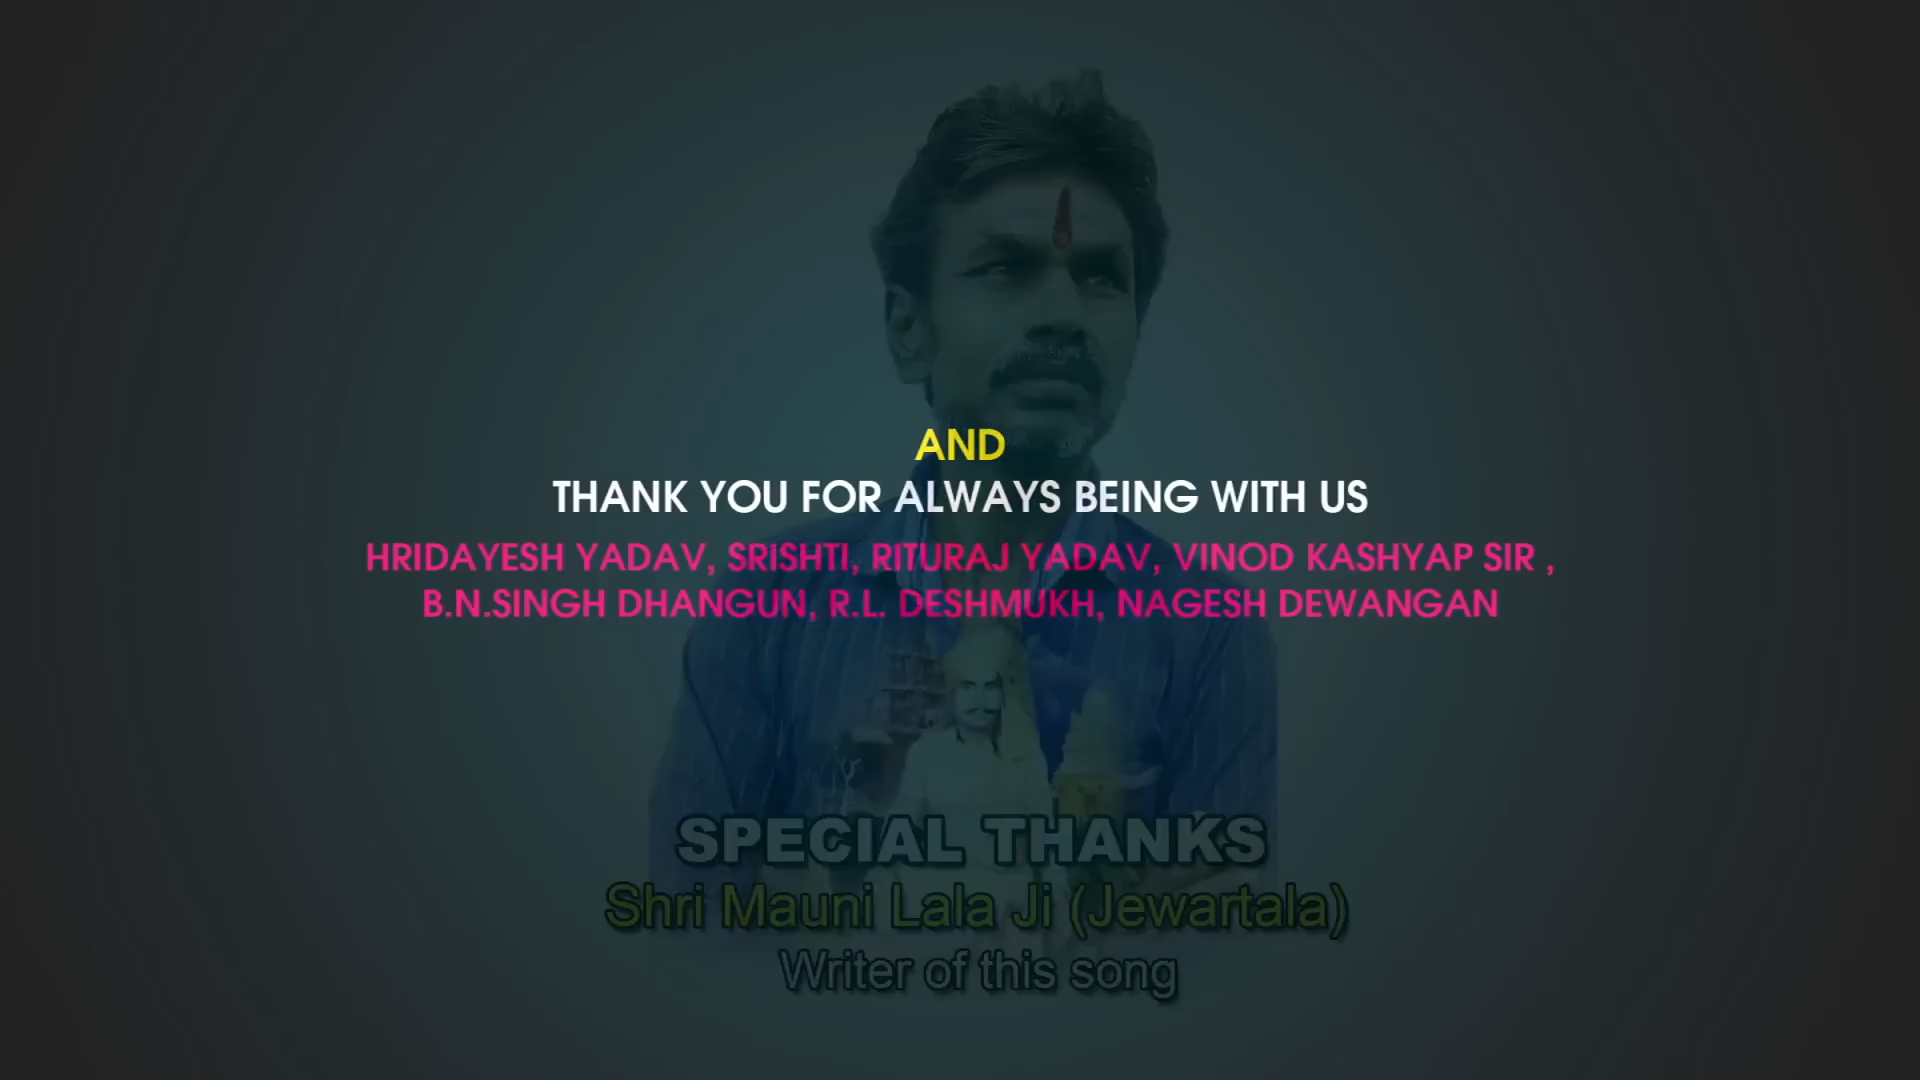 AND
THANK YOU FOR ALWAYS BEING WITH US
HRIDAYESH YADAV, SRISHTI, RITURAJ YADAV, VINOD KASHYAP SIR ,
B.N.SINGH DHANGUN, R.L. DESHMUKH, NAGESH DEWANGAN
SPECIAL THANKS
Shri Mauni Lala Ji (Jewartala)
Writer of this song